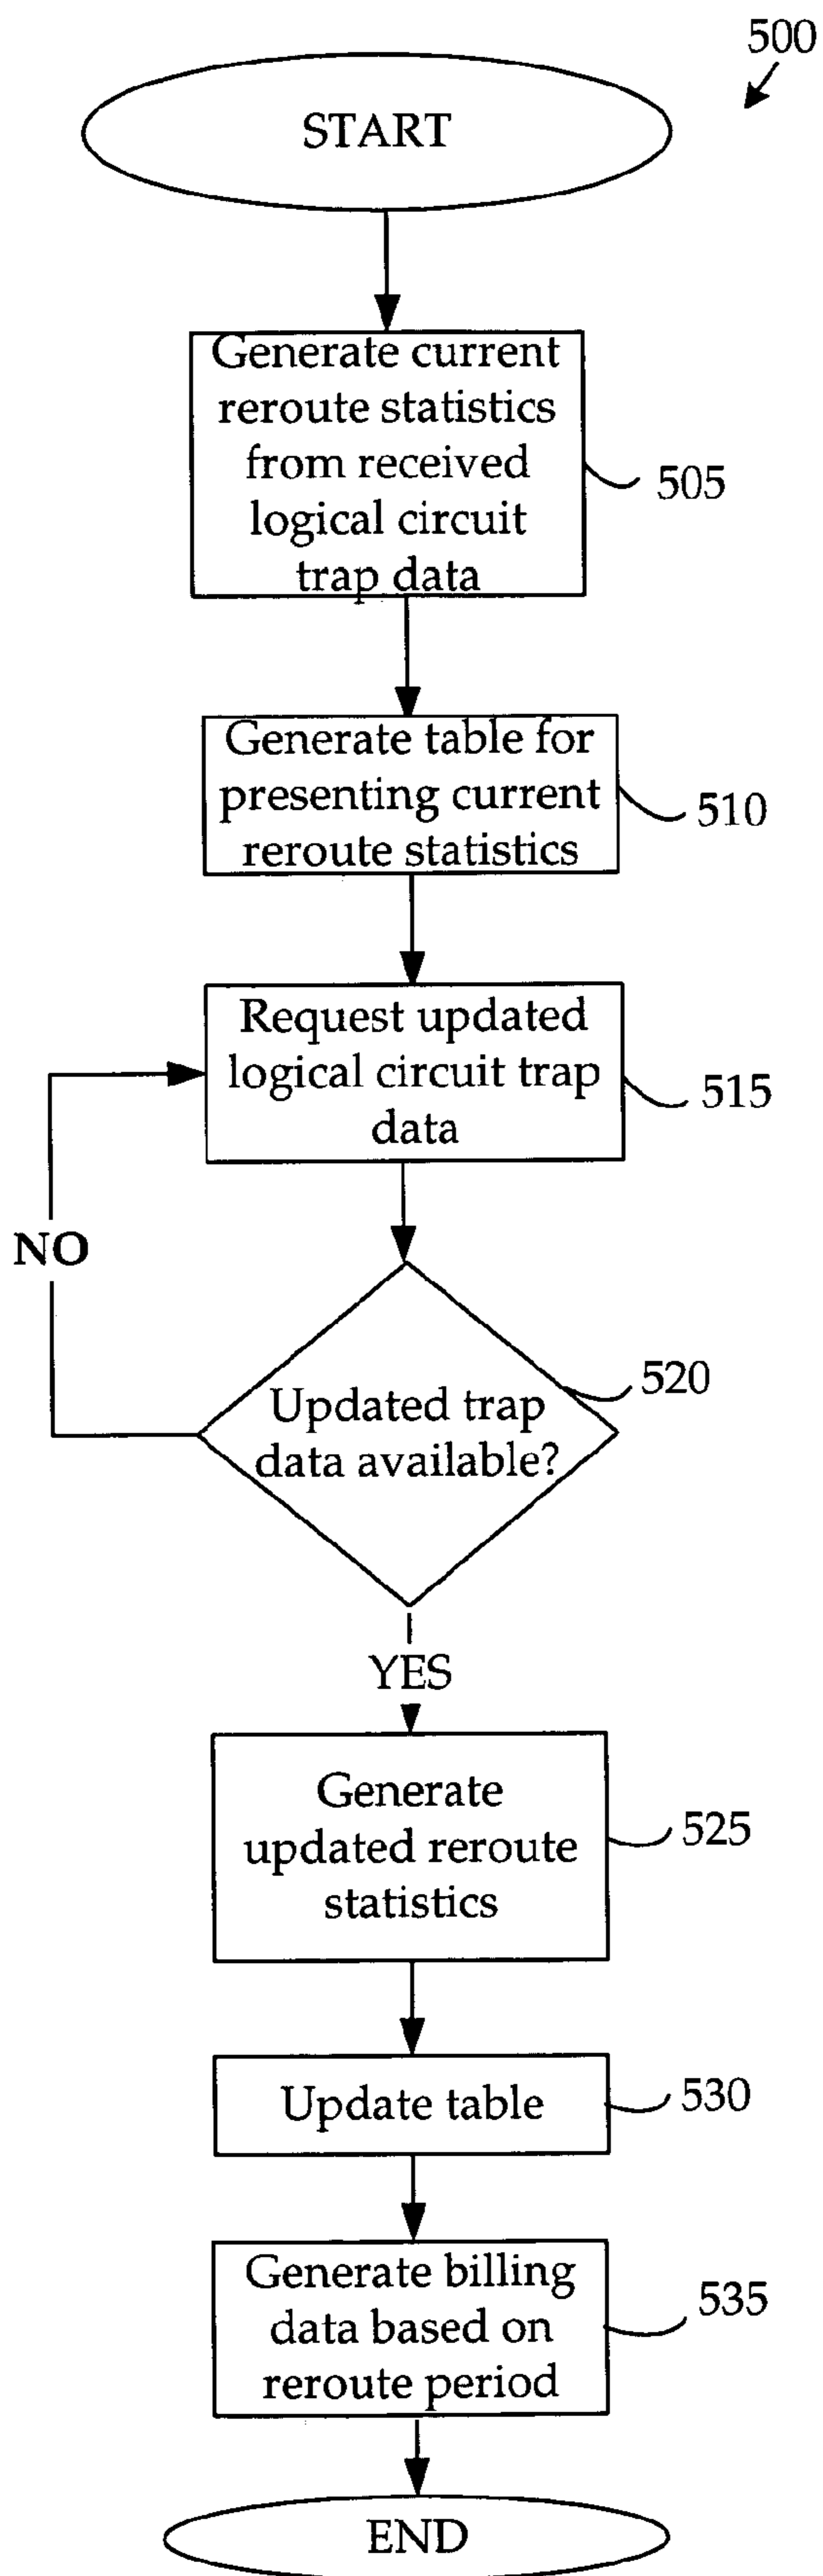 500
START
Generate current
reroute statistics
from received
logical circuit
trap data
505
Generate table for
presenting current
reroute statistics
510
Request updated
logical circuit trap
data
515
NO
520
Updated trap
data available?
YES
Generate
updated reroute
statistics
525
Update table
530
Generate billing
data based on
reroute period
535
END